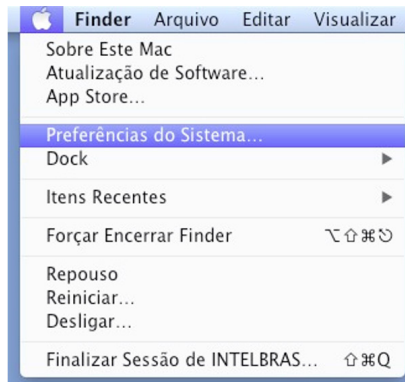 Finder Arquivo Editar Visualizar
Sobre Este Mac
Atualização de Software...
App Store...
Preferências do Sistema...
Dock
Itens Recentes
Forçar Encerrar Finder ⌥⇧⌘⎋
Repouso
Reiniciar...
Desligar...
Finalizar Sessão de INTELBRAS... ⇧⌘Q